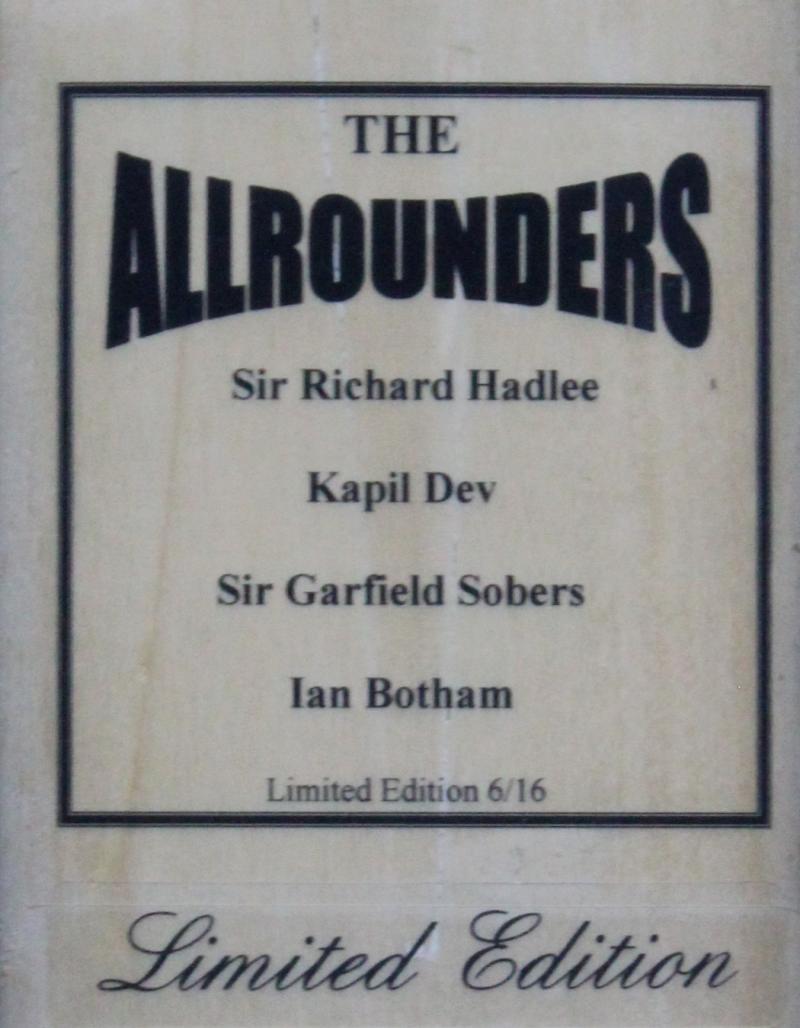 THE
ALLROUNDERS
Sir Richard Hadlee
Kapil Dev
Sir Garfield Sobers
Ian Botham
Limited Edition 6/16
Limited Edition